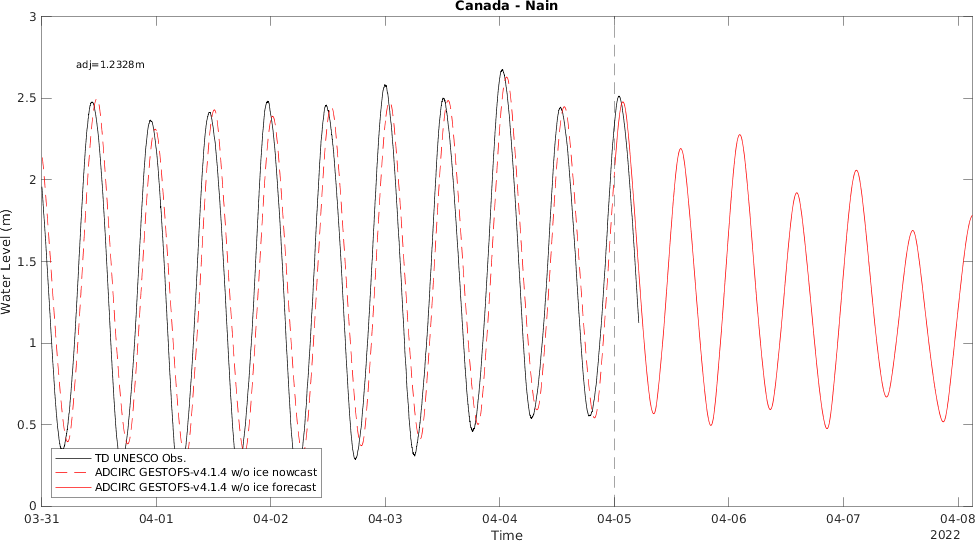 Canada - Nain
adj=1.2328m
Water Level (m)
3
2.5
2
1.5
1
0.5
0
TD UNESCO Obs.
ADCIRC GESTOFS-v4.1.4 w/o ice nowcast
ADCIRC GESTOFS-v4.1.4 w/o ice forecast
03-31 04-01 04-02 04-03 04-04 04-05 04-06 04-07 04-08
Time
2022